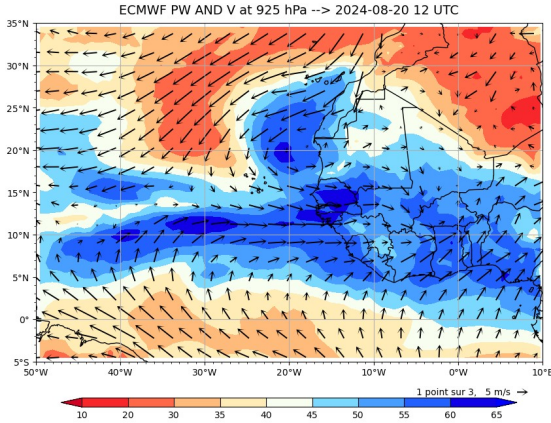 ECMWF PW AND V at 925 hPa --> 2024-08-20 12 UTC
35°N
30°N
25°N
20°N
15°N
10°N
5°N
0°
5°S
50°W 40°W 30°W 20°W 10°W 0°W 10°E
1 point sur 3, 5 m/s
10 20 30 35 40 45 50 55 60 65